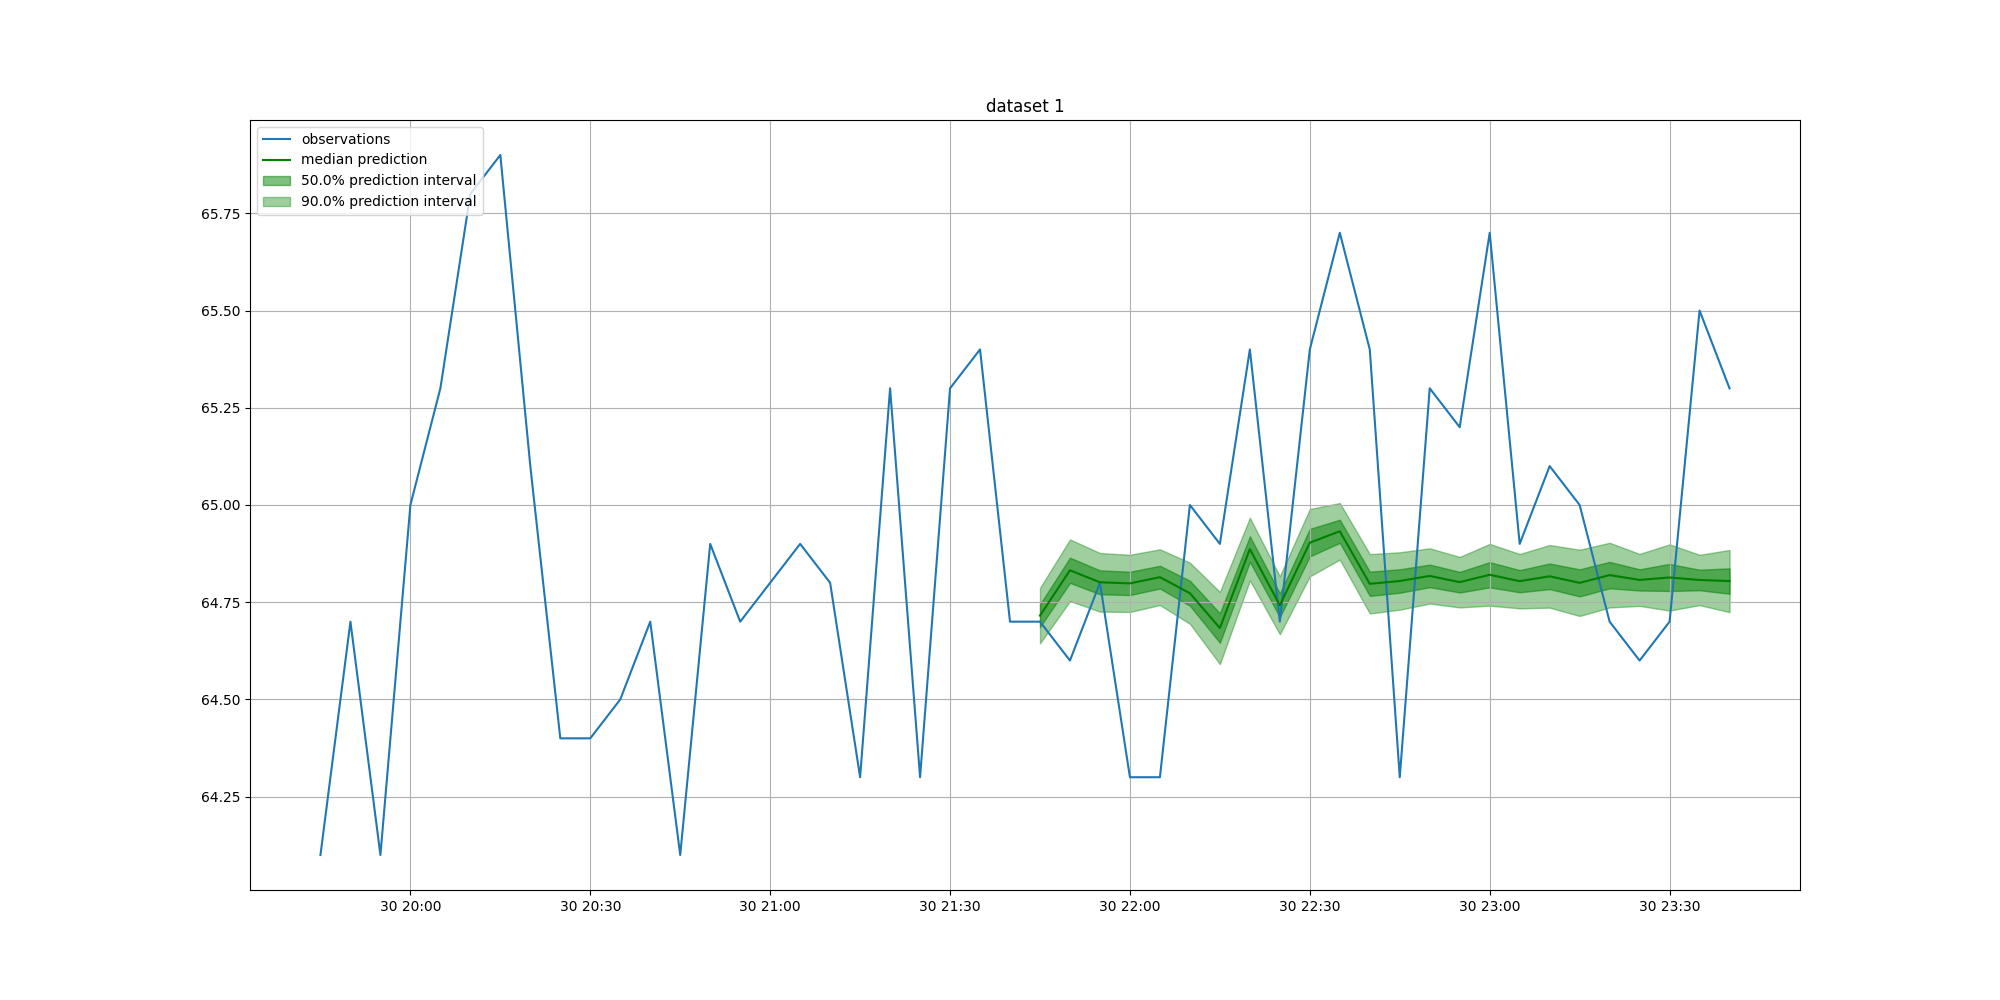 dataset 1
observations
median prediction
50.0% prediction interval
90.0% prediction interval
65.75
65.50
65.25
65.00
64.75
64.50
64.25
30 20:00 30 20:30 30 21:00 30 21:30 30 22:00 30 22:30 30 23:00 30 23:30